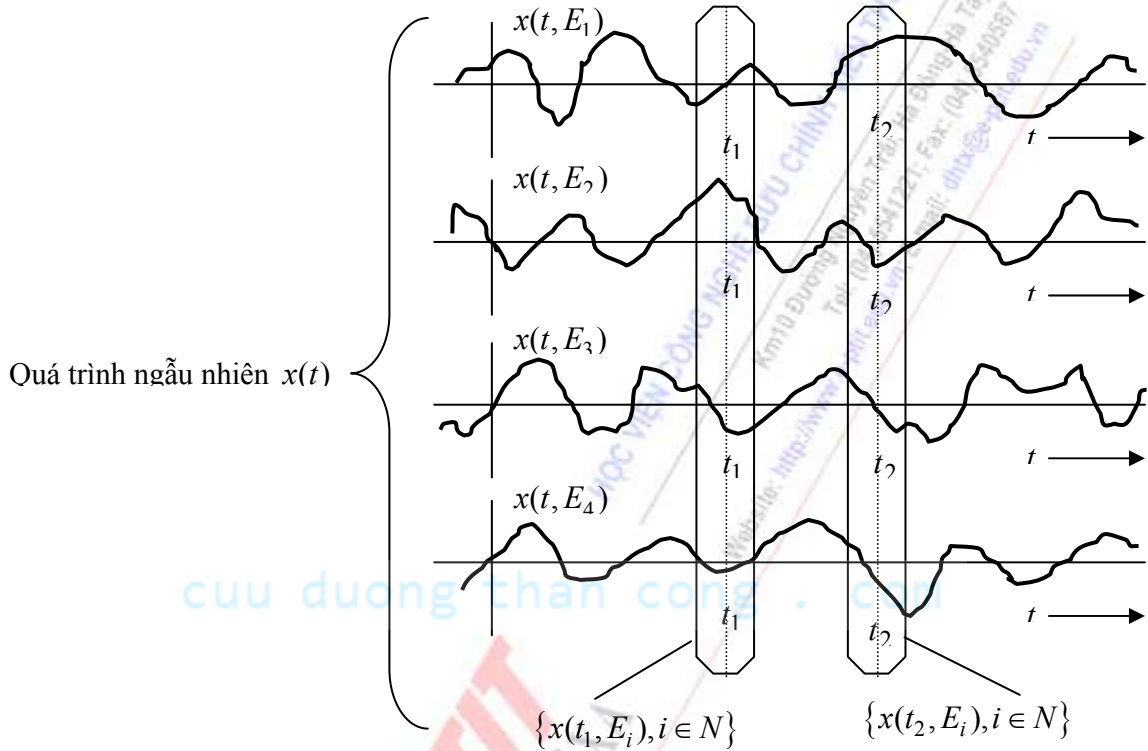 x(t, E₁)
t₁
t₂
t
x(t, E₂)
t₁
t₂
t
x(t, E₃)
Quá trình ngẫu nhiên x(t)
t₁
t₂
t
x(t, E₄)
t₁
t₂
t
{x(t₁, Eᵢ), i ∈ N}
{x(t₂, Eᵢ), i ∈ N}
cuu duong than cong . com